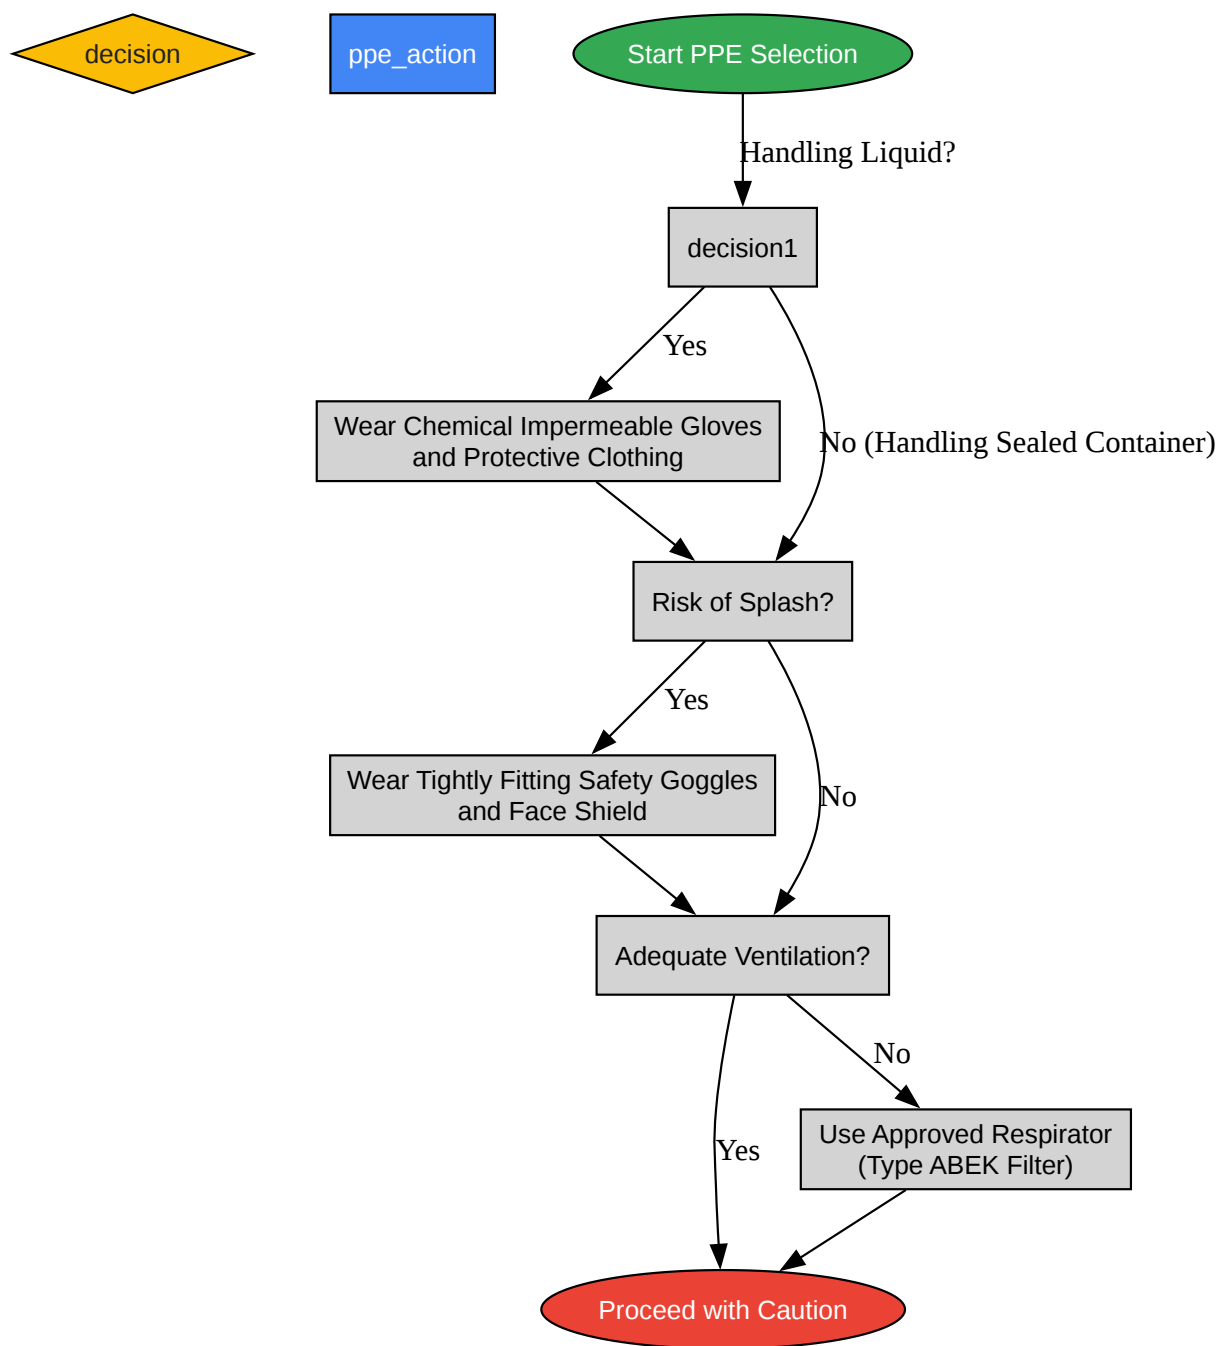 decision
ppe_action
Start PPE Selection
Handling Liquid?
decision1
Yes
Wear Chemical Impermeable Gloves
and Protective Clothing
No (Handling Sealed Container)
Risk of Splash?
Yes
Wear Tightly Fitting Safety Goggles
and Face Shield
No
Adequate Ventilation?
No
Use Approved Respirator
(Type ABEK Filter)
Yes
Proceed with Caution